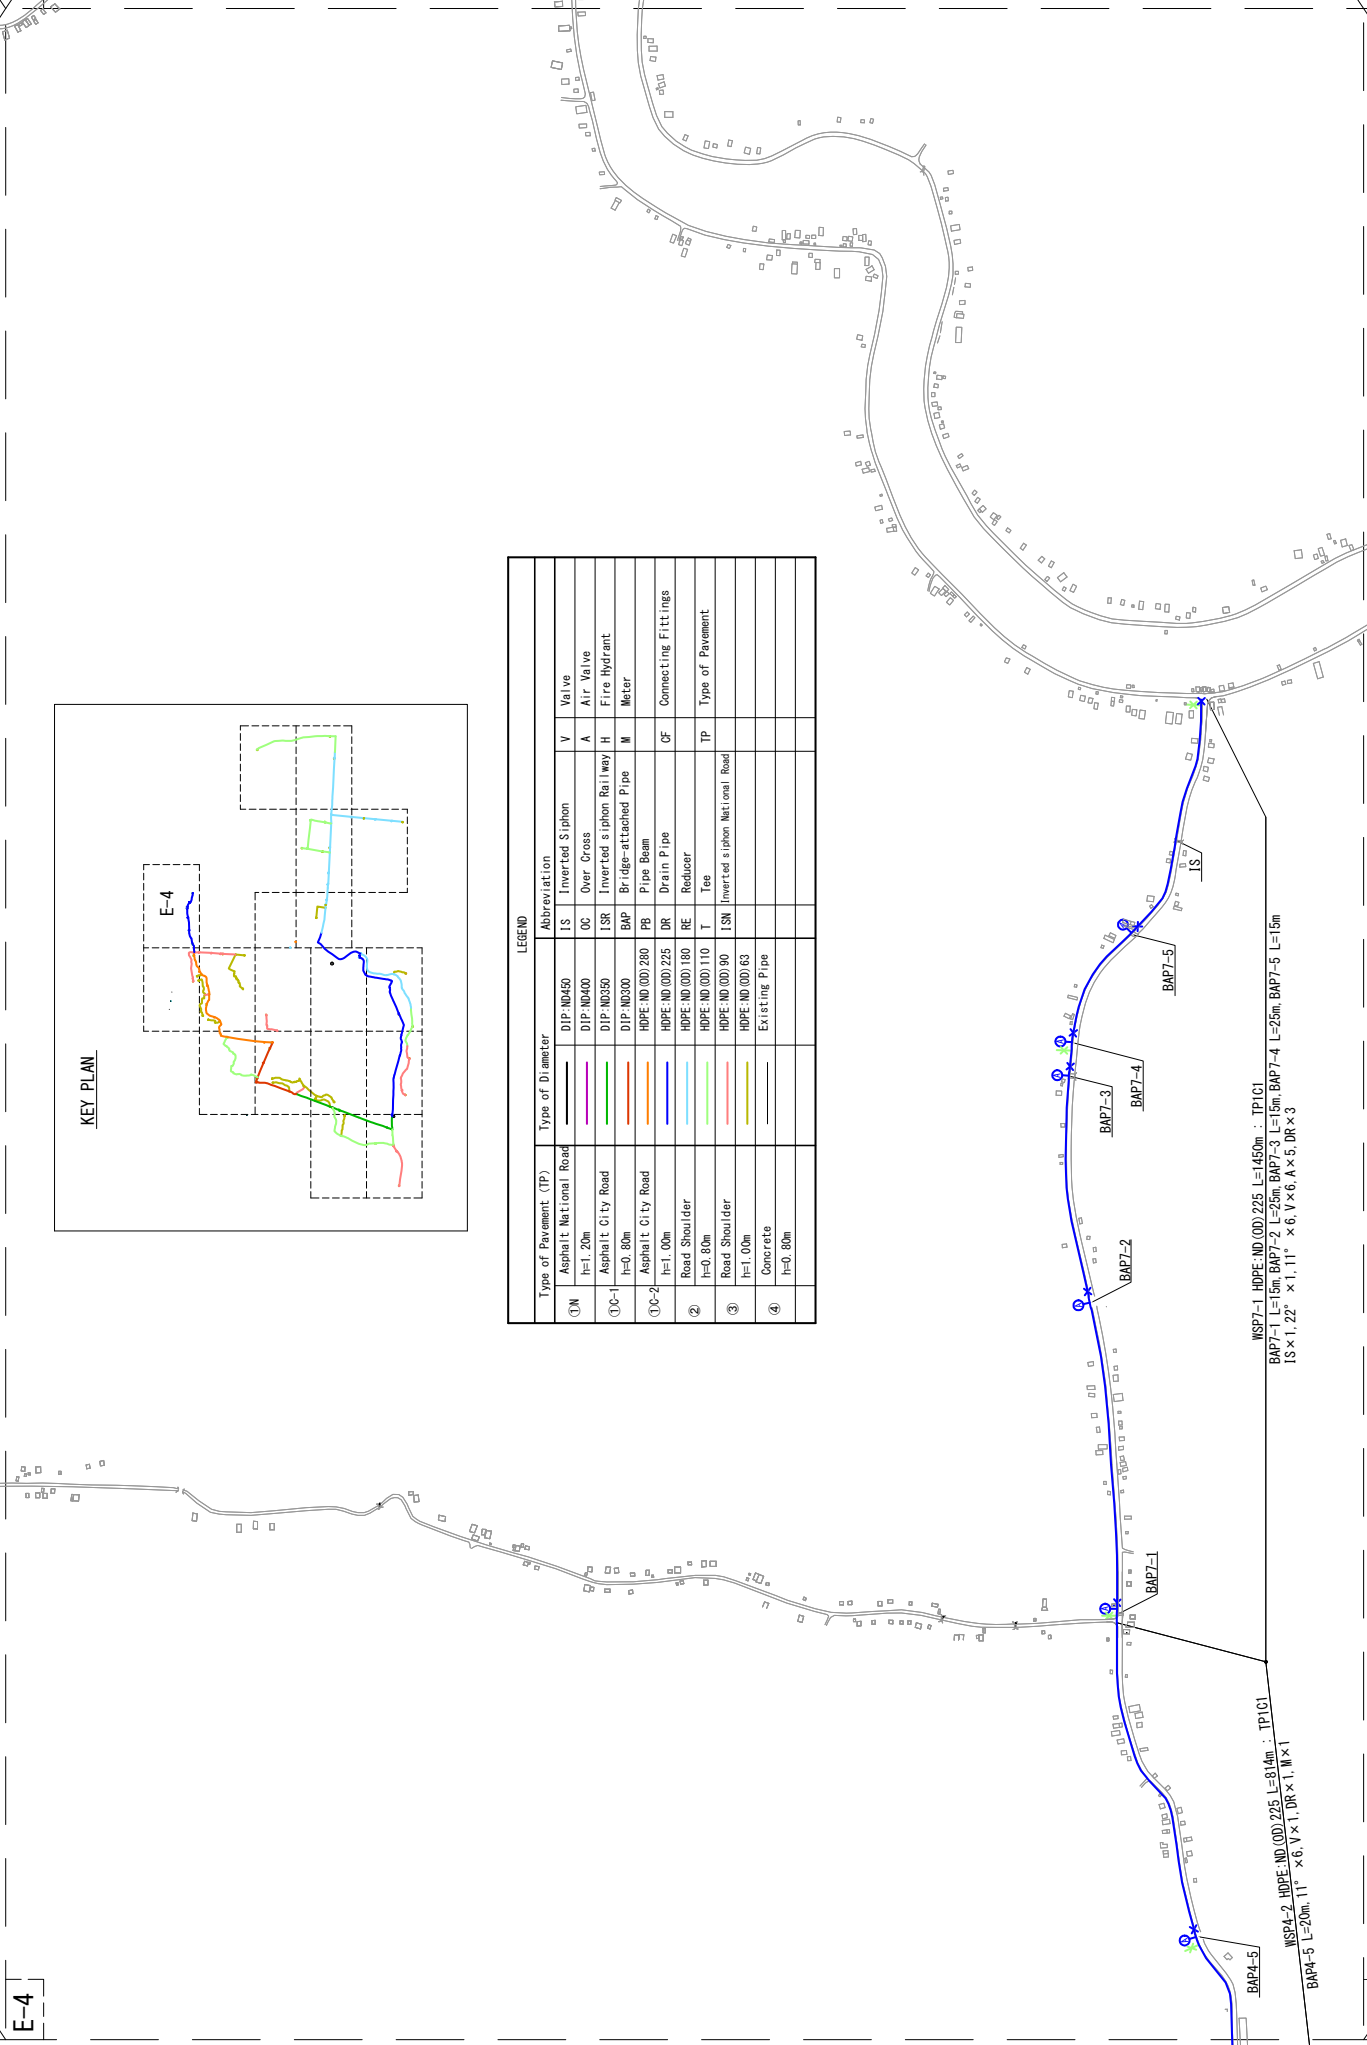 E-4
KEY PLAN
E-4
LEGEND
Type of Pavement (TP) Type of Diameter Abbreviation
①N Asphalt National Road DIP:ND450 IS Inverted Siphon V Valve
h=1.20m DIP:ND400 OC Over Cross A Air Valve
①C-1 Asphalt City Road DIP:ND350 ISR Inverted siphon Railway H Fire Hydrant
h=0.80m DIP:ND300 BAP Bridge-attached Pipe M Meter
①C-2 Asphalt City Road HDPE:ND(OD)280 PB Pipe Beam
h=1.00m HDPE:ND(OD)225 DR Drain Pipe CF Connecting Fittings
② Road Shoulder HDPE:ND(OD)180 RE Reducer
h=0.80m HDPE:ND(OD)110 T Tee TP Type of Pavement
③ Road Shoulder HDPE:ND(OD)90 ISN Inverted siphon National Road
h=1.00m HDPE:ND(OD)63
④ Concrete Existing Pipe
h=0.80m
A
BAP4-5
A
BAP7-1
A
BAP7-2
A
BAP7-3
A
BAP7-4
A
BAP7-5
IS
WSP4-2 HDPE:ND(OD)225 L=814m : TP1C1
BAP4-5 L=20m, 11° ×6, V×1, DR×1, M×1
WSP7-1 HDPE:ND(OD)225 L=1450m : TP1C1
BAP7-1 L=15m, BAP7-2 L=25m, BAP7-3 L=15m, BAP7-4 L=25m, BAP7-5 L=15m
IS×1, 22° ×1, 11° ×6, V×6, A×5, DR×3